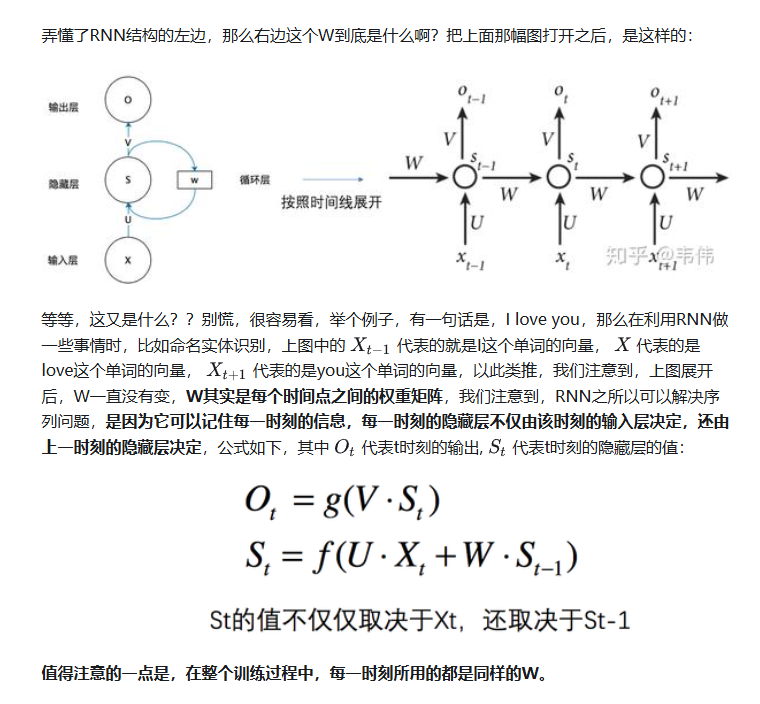 弄懂了RNN结构的左边，那么右边这个W到底是什么啊？把上面那幅图打开之后，是这样的：
输出层
O
V
隐藏层
S
W
循环层
U
输入层
X
按照时间线展开
O t-1
O t
O t+1
V
V
V
W
S t-1
S t
S t+1
W
W
W
U
U
U
x t-1
x t
x t+1
知乎 @韦伟
等等，这又是什么？？别慌，很容易看，举个例子，有一句话是，I love you，那么在利用RNN做
一些事情时，比如命名实体识别，上图中的 X_{t-1} 代表的就是I这个单词的向量， X 代表的是
love这个单词的向量， X_{t+1} 代表的是you这个单词的向量，以此类推，我们注意到，上图展开
后，W一直没有变，W其实是每个时间点之间的权重矩阵，我们注意到，RNN之所以可以解决序
列问题，是因为它可以记住每一时刻的信息，每一时刻的隐藏层不仅由该时刻的输入层决定，还由
上一时刻的隐藏层决定，公式如下，其中 O_t 代表t时刻的输出, S_t 代表t时刻的隐藏层的值：
O_t = g(V · S_t)
S_t = f(U · X_t + W · S_{t-1})
St的值不仅仅取决于Xt，还取决于St-1
值得注意的一点是，在整个训练过程中，每一时刻所用的都是同样的W。